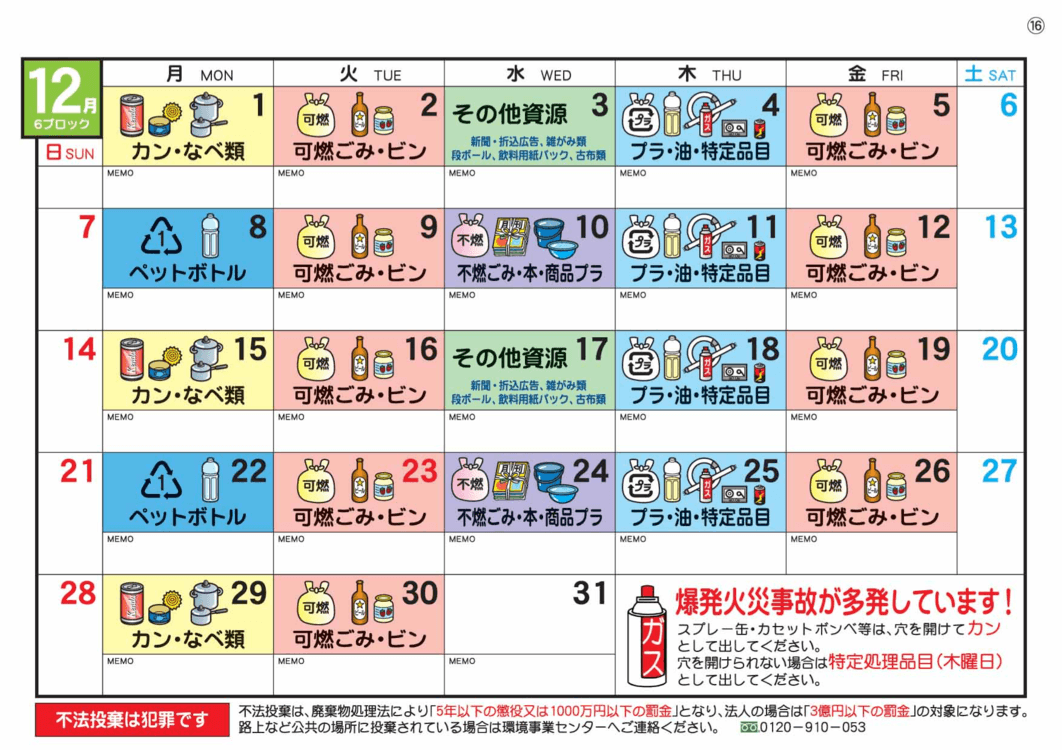 ⑯
12月
6ブロック
日 SUN
月 MON
火 TUE
水 WED
木 THU
金 FRI
土 SAT
1
カン・なべ類
MEMO
可燃
2
可燃ごみ・ビン
MEMO
その他資源 3
新聞・折込広告、雑がみ類
段ボール、飲料用紙パック、古布類
MEMO
プラ
ガス
4
プラ・油・特定品目
MEMO
可燃
5
可燃ごみ・ビン
MEMO
6
7
1
8
ペットボトル
MEMO
可燃
9
可燃ごみ・ビン
MEMO
不燃
月刊
10
不燃ごみ・本・商品プラ
MEMO
プラ
ガス
11
プラ・油・特定品目
MEMO
可燃
12
可燃ごみ・ビン
MEMO
13
14
15
カン・なべ類
MEMO
可燃
16
可燃ごみ・ビン
MEMO
その他資源 17
新聞・折込広告、雑がみ類
段ボール、飲料用紙パック、古布類
MEMO
プラ
ガス
18
プラ・油・特定品目
MEMO
可燃
19
可燃ごみ・ビン
MEMO
20
21
1
22
ペットボトル
MEMO
可燃
23
可燃ごみ・ビン
MEMO
不燃
月刊
24
不燃ごみ・本・商品プラ
MEMO
プラ
ガス
25
プラ・油・特定品目
MEMO
可燃
26
可燃ごみ・ビン
MEMO
27
28
29
カン・なべ類
MEMO
可燃
30
可燃ごみ・ビン
MEMO
31
MEMO
ガス
爆発火災事故が多発しています！
スプレー缶・カセットボンベ等は、穴を開けてカン
として出してください。
穴を開けられない場合は特定処理品目（木曜日）
として出してください。
不法投棄は犯罪です
不法投棄は、廃棄物処理法により「5年以下の懲役又は1000万円以下の罰金」となり、法人の場合は「3億円以下の罰金」の対象になります。
路上など公共の場所に投棄されている場合は環境事業センターへご連絡ください。 0120－910－053